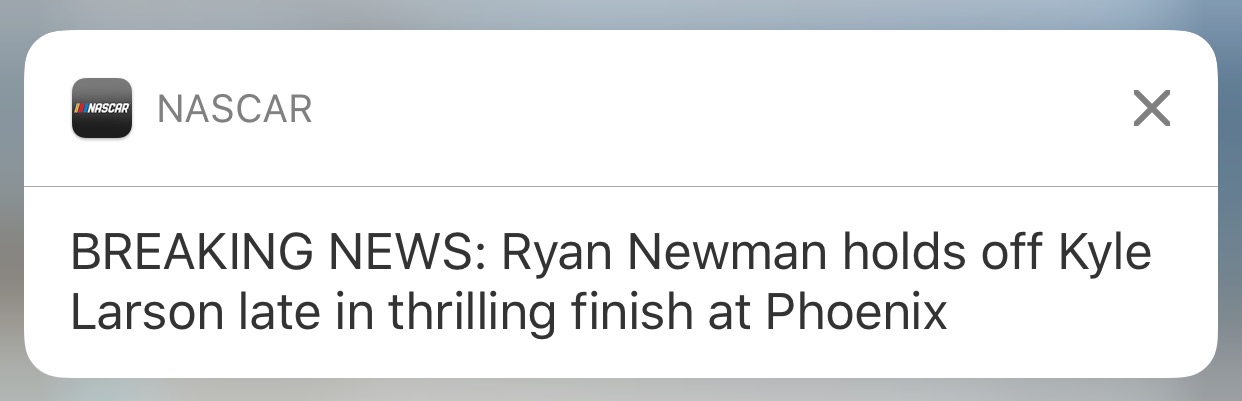 NASCAR
NASCAR
BREAKING NEWS: Ryan Newman holds off Kyle
Larson late in thrilling finish at Phoenix